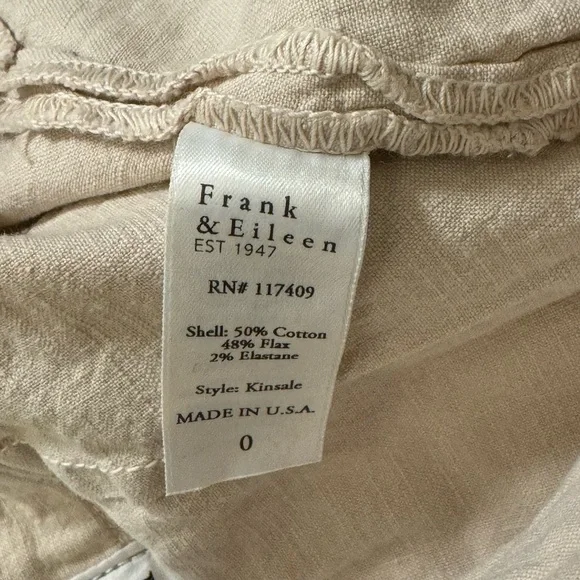 Frank
& Eileen
EST 1947
RN# 117409
Shell: 50% Cotton
48% Flax
2% Elastane
Style: Kinsale
MADE IN U.S.A.
0